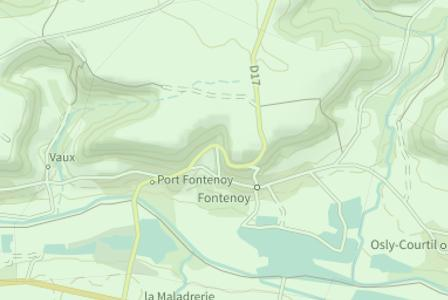 D17
Vaux
Port Fontenoy
Fontenoy
Osly-Courtil
la Maladrerie